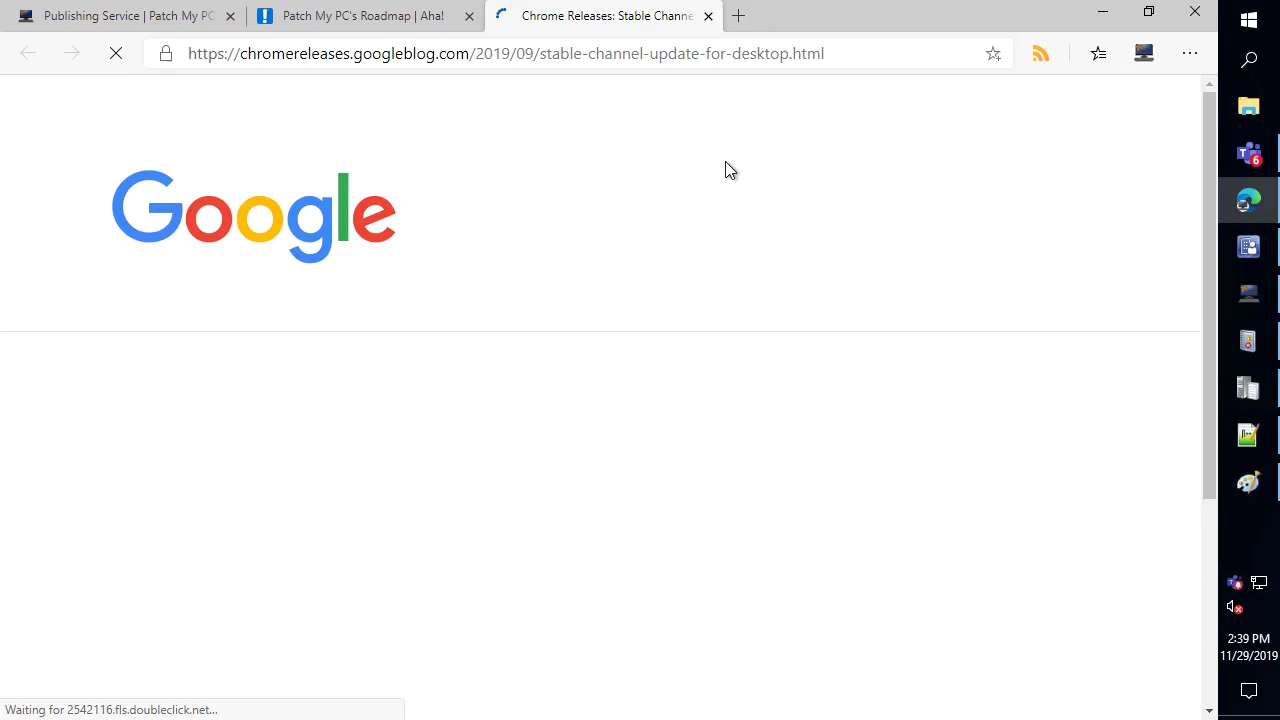 Publishing Service | Patch My PC
Patch My PC's Roadmap | Aha!
Chrome Releases: Stable Channe
https://chromereleases.googleblog.com/2019/09/stable-channel-update-for-desktop.html
Google
6
2:39 PM
11/29/2019
Waiting for 2542116.fls.doubleclick.net...